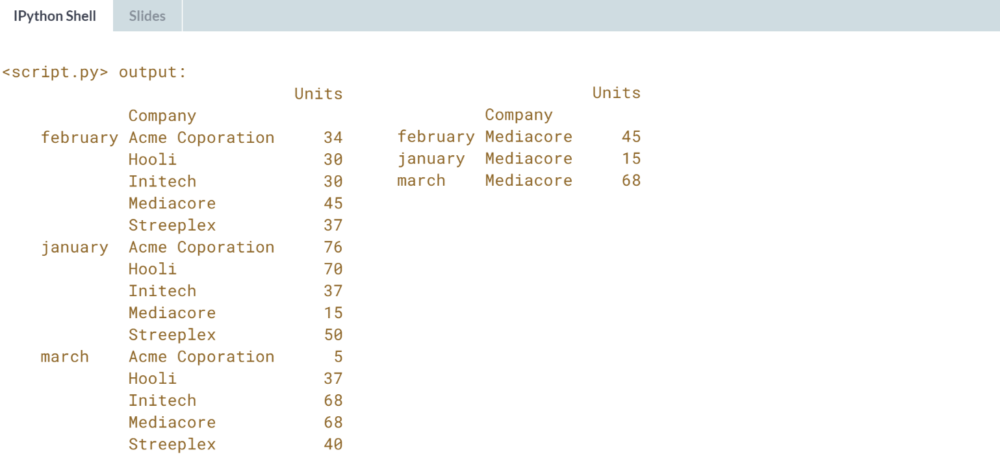 IPython Shell Slides
<script.py> output:
Units
Company
february Acme Coporation 34
Hooli 30
Initech 30
Mediacore 45
Streeplex 37
january Acme Coporation 76
Hooli 70
Initech 37
Mediacore 15
Streeplex 50
march Acme Coporation 5
Hooli 37
Initech 68
Mediacore 68
Streeplex 40
Units
Company
february Mediacore 45
january Mediacore 15
march Mediacore 68